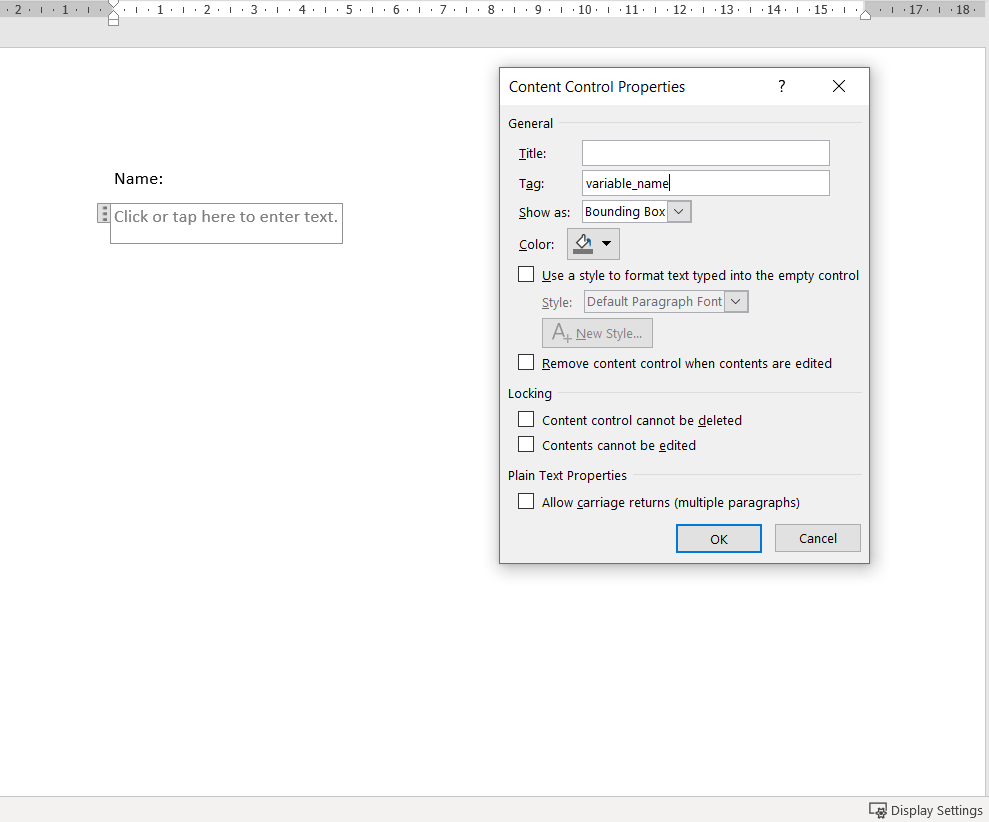 2 1 1 2 3 4 5 6 7 8 9 10 11 12 13 14 15 17 18
Content Control Properties ?
General
Title:
Name:
Tag: variable_name
Click or tap here to enter text.
Show as: Bounding Box
Color:
Use a style to format text typed into the empty control
Style: Default Paragraph Font
A+ New Style...
Remove content control when contents are edited
Locking
Content control cannot be deleted
Contents cannot be edited
Plain Text Properties
Allow carriage returns (multiple paragraphs)
OK Cancel
Display Settings